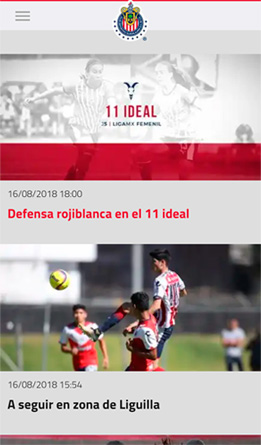 11 IDEAL
J5 | LIGAMX FEMENIL
16/08/2018 18:00
Defensa rojiblanca en el 11 ideal
16/08/2018 15:54
A seguir en zona de Liguilla